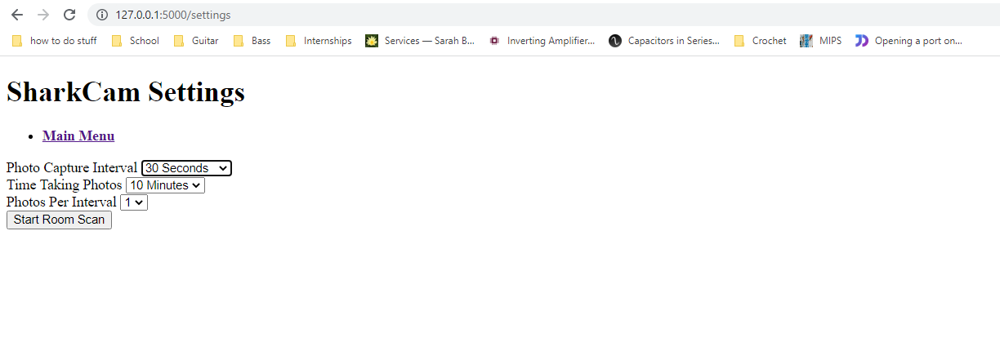 127.0.0.1:5000/settings
how to do stuff School Guitar Bass Internships Services — Sarah B... Inverting Amplifier... Capacitors in Series... Crochet MIPS Opening a port on...
SharkCam Settings
Main Menu
Photo Capture Interval 30 Seconds
Time Taking Photos 10 Minutes
Photos Per Interval 1
Start Room Scan